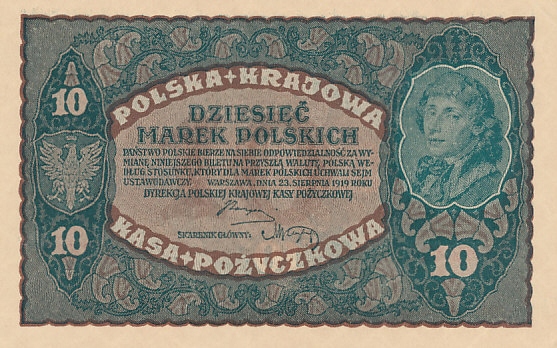 POLSKA✦KRAJOWA
10
DZIESIĘĆ
MAREK POLSKICH
PAŃSTWO POLSKIE BIERZE NA SIEBIE ODPOWIEDZIALNOŚĆ ZA WY-
MIANĘ NINIEJSZEGO BILETU NA PRZYSZŁĄ WALUTĘ POLSKĄ WE-
DŁUG STOSUNKU, KTÓRY DLA MAREK POLSKICH UCHWALI SEJM
USTAWODAWCZY. WARSZAWA, DNIA 23. SIERPNIA 1919 ROKU
DYREKCJA POLSKIEJ KRAJOWEJ KASY POŻYCZKOWEJ
SKARBNIK GŁÓWNY:
10
10
KASA✦POŻYCZKOWA